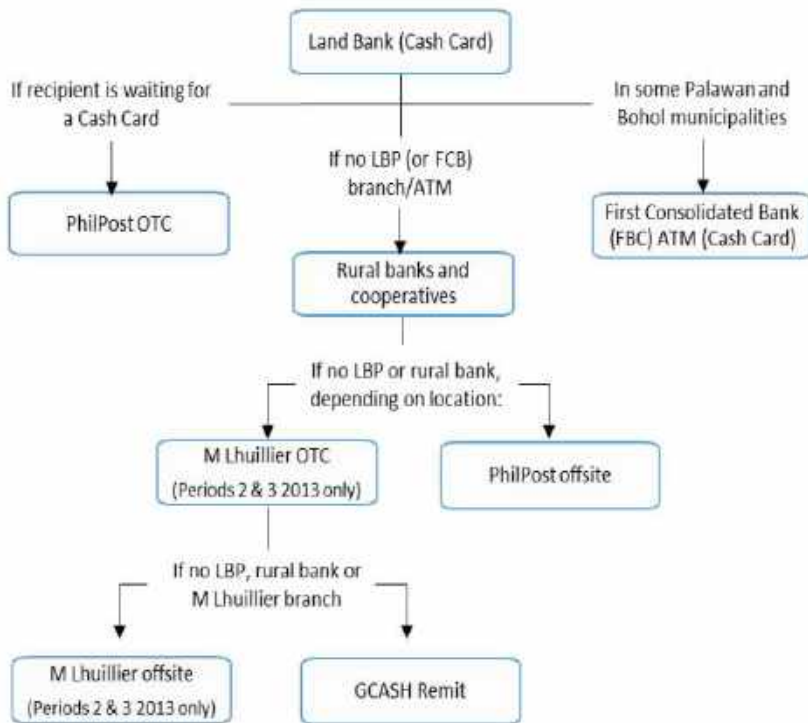 Land Bank (Cash Card)
If recipient is waiting for
a Cash Card
In some Palawan and
Bohol municipalities
If no LBP (or FCB)
branch/ATM
PhilPost OTC
First Consolidated Bank
(FBC) ATM (Cash Card)
Rural banks and
cooperatives
If no LBP or rural bank,
depending on location:
M Lhuillier OTC
(Periods 2 & 3 2013 only)
PhilPost offsite
If no LBP, rural bank or
M Lhuillier branch
M Lhuillier offsite
(Periods 2 & 3 2013 only)
GCASH Remit